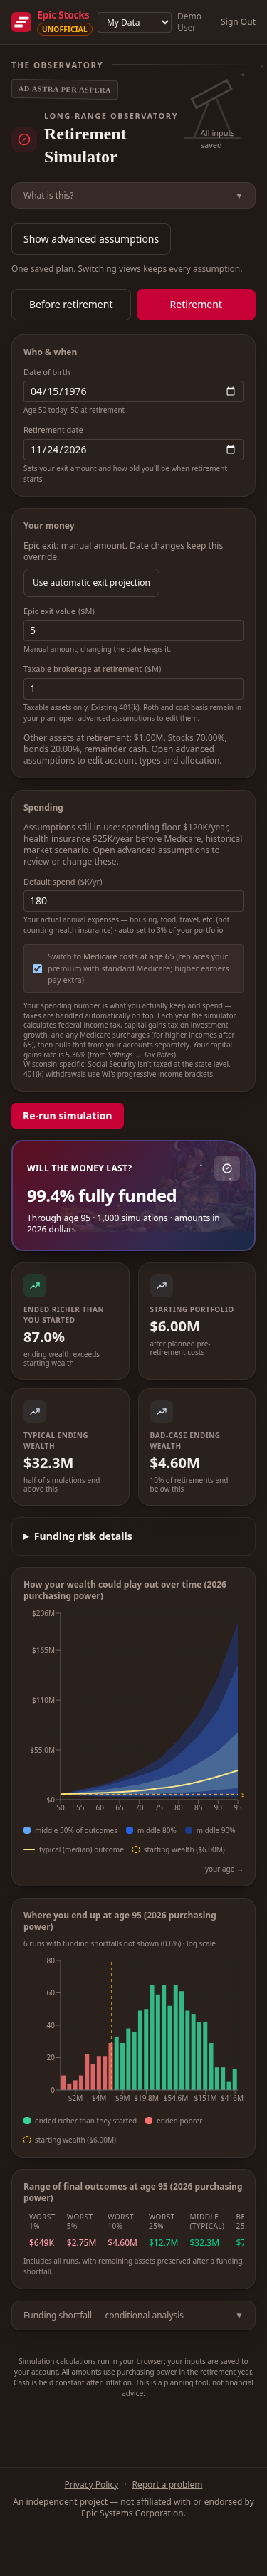 Epic Stocks
UNOFFICIAL
My Data
Demo User
Sign Out
THE OBSERVATORY
AD ASTRA PER ASPERA
LONG-RANGE OBSERVATORY
Retirement
Simulator
All inputs
saved
What is this?
Show advanced assumptions
One saved plan. Switching views keeps every assumption.
Before retirement
Retirement
Who & when
Date of birth
04/15/1976
Age 50 today, 50 at retirement
Retirement date
11/24/2026
Sets your exit amount and how old you'll be when retirement
starts
Your money
Epic exit: manual amount. Date changes keep this
override.
Use automatic exit projection
Epic exit value ($M)
5
Manual amount; changing the date keeps it.
Taxable brokerage at retirement ($M)
1
Taxable assets only. Existing 401(k), Roth and cost basis remain in
your plan; open advanced assumptions to edit them.
Other assets at retirement: $1.00M. Stocks 70.00%,
bonds 20.00%, remainder cash. Open advanced
assumptions to edit account types and allocation.
Spending
Assumptions still in use: spending floor $120K/year,
health insurance $25K/year before Medicare, historical
market scenario. Open advanced assumptions to
review or change these.
Default spend ($K/yr)
180
Your actual annual expenses — housing, food, travel, etc. (not
counting health insurance) · auto-set to 3% of your portfolio
Switch to Medicare costs at age 65 (replaces your
premium with standard Medicare; higher earners
pay extra)
Your spending number is what you actually keep and spend —
taxes are handled automatically on top. Each year the simulator
calculates federal income tax, capital gains tax on investment
growth, and any Medicare surcharges (for higher incomes after
65), then pulls that from your accounts separately. Your capital
gains rate is 5.36% (from Settings → Tax Rates).
Wisconsin-specific: Social Security isn't taxed at the state level.
401(k) withdrawals use WI's progressive income brackets.
Re-run simulation
WILL THE MONEY LAST?
99.4% fully funded
Through age 95 · 1,000 simulations · amounts in
2026 dollars
ENDED RICHER THAN
YOU STARTED
87.0%
ending wealth exceeds
starting wealth
STARTING PORTFOLIO
$6.00M
after planned pre-
retirement costs
TYPICAL ENDING
WEALTH
$32.3M
half of simulations end
above this
BAD-CASE ENDING
WEALTH
$4.60M
10% of retirements end
below this
Funding risk details
How your wealth could play out over time (2026
purchasing power)
$206M
$165M
$110M
$55.0M
$0
50 55 60 65 70 75 80 85 90 95
middle 50% of outcomes middle 80% middle 90%
typical (median) outcome starting wealth ($6.00M)
your age →
Where you end up at age 95 (2026 purchasing
power)
6 runs with funding shortfalls not shown (0.6%) · log scale
80
60
40
20
0
$2M $4M $9M $19.8M $54.6M $151M $416M
ended richer than they started ended poorer
starting wealth ($6.00M)
Range of final outcomes at age 95 (2026 purchasing
power)
WORST 1% WORST 5% WORST 10% WORST 25% MIDDLE (TYPICAL)
$649K $2.75M $4.60M $12.7M $32.3M
Includes all runs, with remaining assets preserved after a funding
shortfall.
Funding shortfall — conditional analysis
Simulation calculations run in your browser; your inputs are saved to
your account. All amounts use purchasing power in the retirement year.
Cash is held constant after inflation. This is a planning tool, not financial
advice.
Privacy Policy · Report a problem
An independent project — not affiliated with or endorsed by
Epic Systems Corporation.